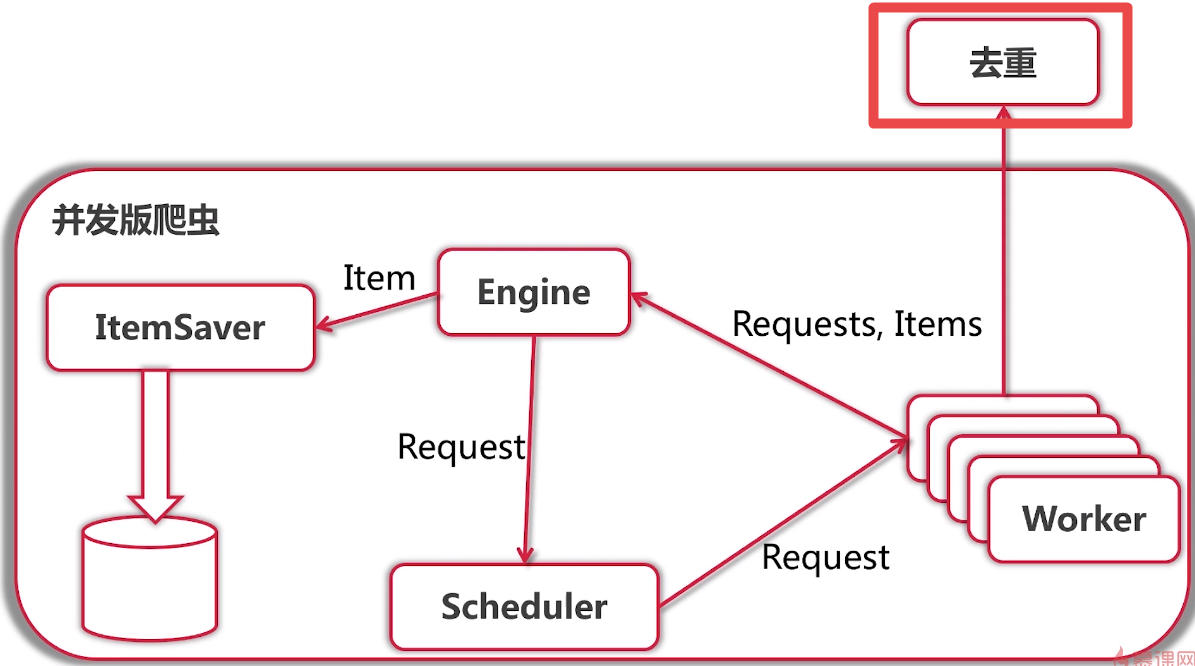 去重
并发版爬虫
Item
Engine
ItemSaver
Requests, Items
Request
Worker
Request
Scheduler